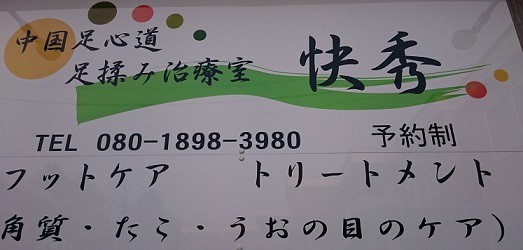 中国足心道
足揉み治療室 快秀
TEL 080-1898-3980 予約制
フットケア トリートメント
角質・たこ・うおの目のケア)